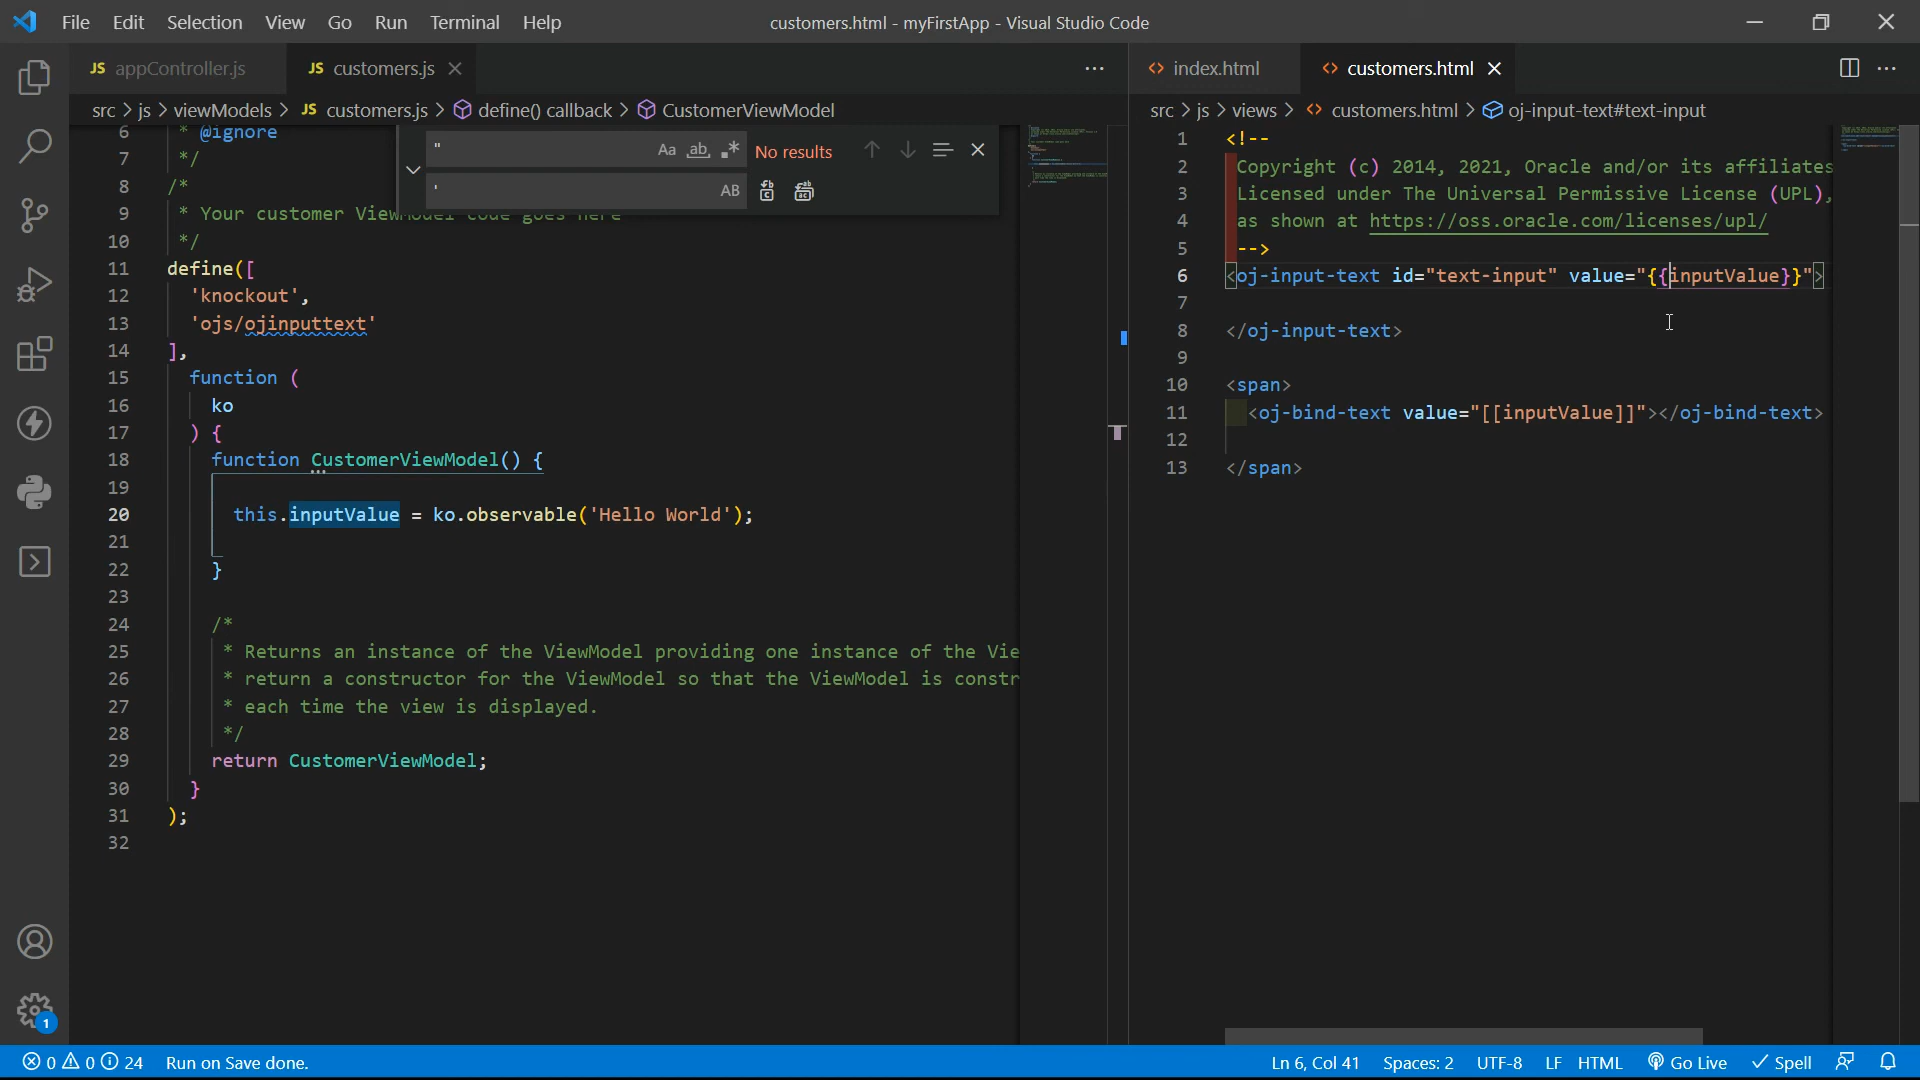 File Edit Selection View Go Run Terminal Help customers.html - myFirstApp - Visual Studio Code
JS appController.js JS customers.js
src > js > viewModels > JS customers.js > define() callback > CustomerViewModel
" Aa ab No results
' AB
6 * @ignore
7 */
8 /*
9 * Your customer ViewModel code goes here
10 */
11 define([
12 'knockout',
13 'ojs/ojinputtext'
14 ],
15 function (
16 ko
17 ) {
18 function CustomerViewModel() {
19
20 this.inputValue = ko.observable('Hello World');
21
22 }
23
24 /*
25 * Returns an instance of the ViewModel providing one instance of the Vie
26 * return a constructor for the ViewModel so that the ViewModel is constr
27 * each time the view is displayed.
28 */
29 return CustomerViewModel;
30 }
31 );
32
<> index.html <> customers.html
src > js > views > <> customers.html > oj-input-text#text-input
1 <!--
2 Copyright (c) 2014, 2021, Oracle and/or its affiliates
3 Licensed under The Universal Permissive License (UPL),
4 as shown at https://oss.oracle.com/licenses/upl/
5 -->
6 <oj-input-text id="text-input" value="{{inputValue}}">
7
8 </oj-input-text>
9
10 <span>
11 <oj-bind-text value="[[inputValue]]"></oj-bind-text>
12
13 </span>
1
0 0 24 Run on Save done. Ln 6, Col 41 Spaces: 2 UTF-8 LF HTML Go Live Spell